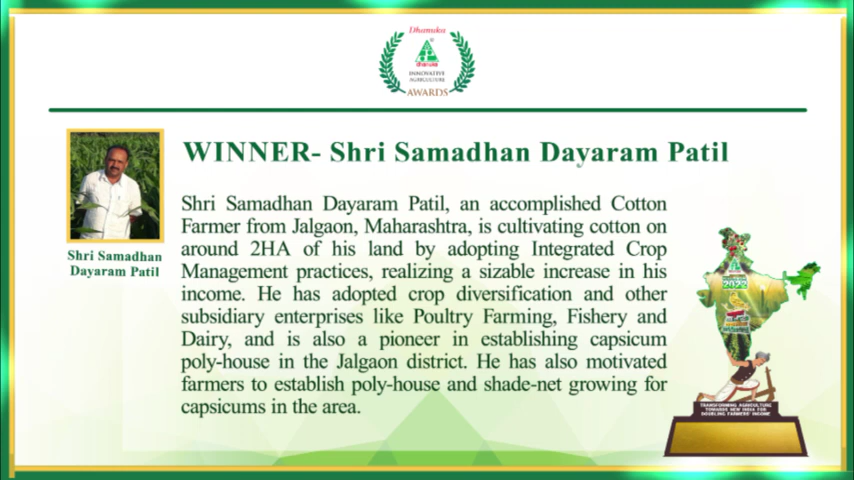 Dhanuka
dhanuka
INNOVATIVE
AGRICULTURE
AWARDS
WINNER- Shri Samadhan Dayaram Patil
Shri Samadhan
Dayaram Patil
Shri Samadhan Dayaram Patil, an accomplished Cotton
Farmer from Jalgaon, Maharashtra, is cultivating cotton on
around 2HA of his land by adopting Integrated Crop
Management practices, realizing a sizable increase in his
income. He has adopted crop diversification and other
subsidiary enterprises like Poultry Farming, Fishery and
Dairy, and is also a pioneer in establishing capsicum
poly-house in the Jalgaon district. He has also motivated
farmers to establish poly-house and shade-net growing for
capsicums in the area.
2022
TRANSFORMING AGRICULTURE
TOWARDS NEW INDIA FOR
DOUBLING FARMERS' INCOME